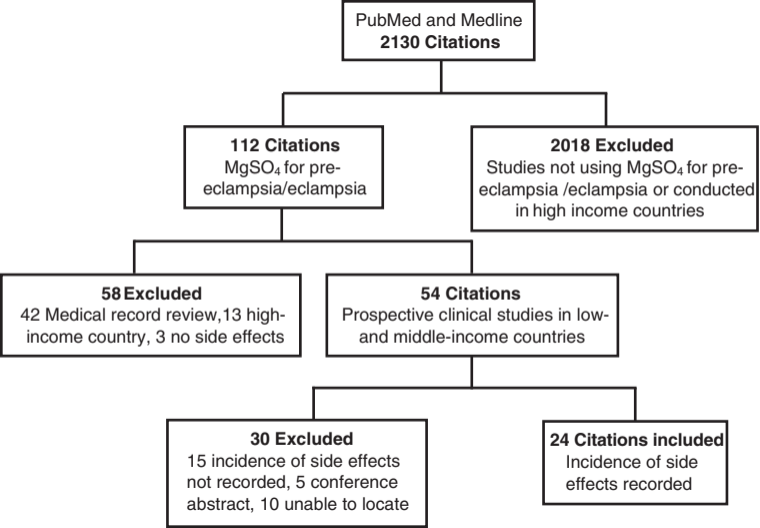 PubMed and Medline
2130 Citations
112 Citations
MgSO₄ for pre-
eclampsia/eclampsia
2018 Excluded
Studies not using MgSO₄ for pre-
eclampsia /eclampsia or conducted
in high income countries
58 Excluded
42 Medical record review,13 high-
income country, 3 no side effects
54 Citations
Prospective clinical studies in low-
and middle-income countries
30 Excluded
15 incidence of side effects
not recorded, 5 conference
abstract, 10 unable to locate
24 Citations included
Incidence of side
effects recorded